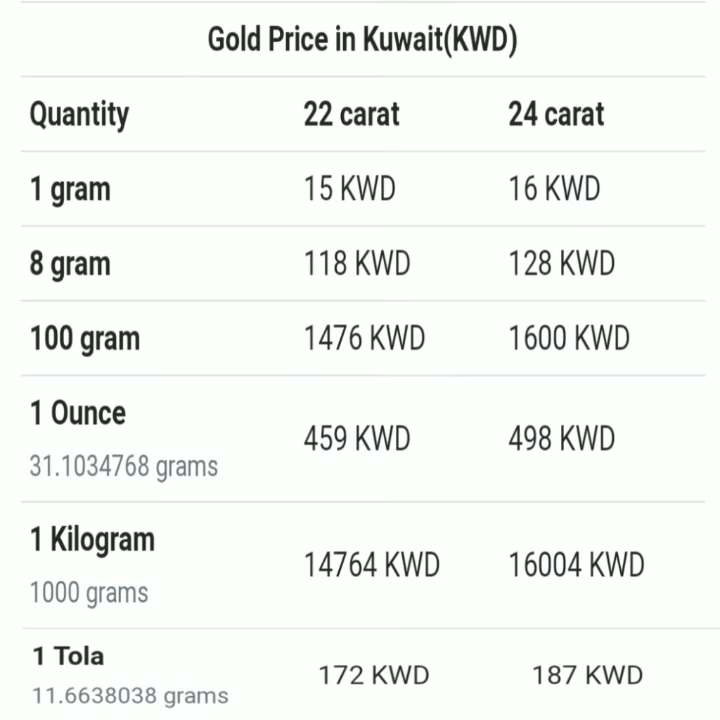 Gold Price in Kuwait(KWD)
Quantity 22 carat 24 carat
1 gram 15 KWD 16 KWD
8 gram 118 KWD 128 KWD
100 gram 1476 KWD 1600 KWD
1 Ounce
31.1034768 grams 459 KWD 498 KWD
1 Kilogram
1000 grams 14764 KWD 16004 KWD
1 Tola
11.6638038 grams 172 KWD 187 KWD